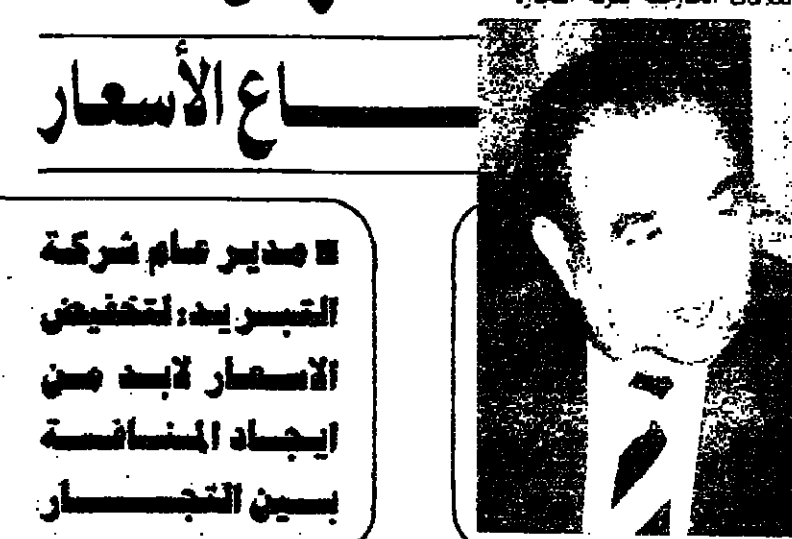 ـــاع الأسعار
■ مدير عام شركة
التبريد: لتخفيض
الاسعار لابد من
ايجاد المنافسة
بين التجار